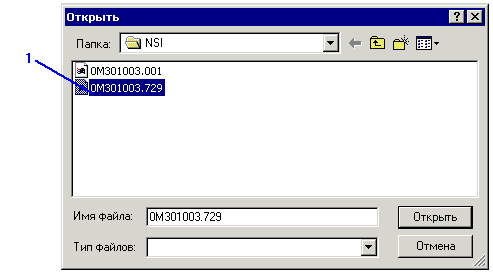 Открыть
Папка: NSI
1
0M301003.001
0M301003.729
Имя файла: 0M301003.729 Открыть
Тип файлов: Отмена